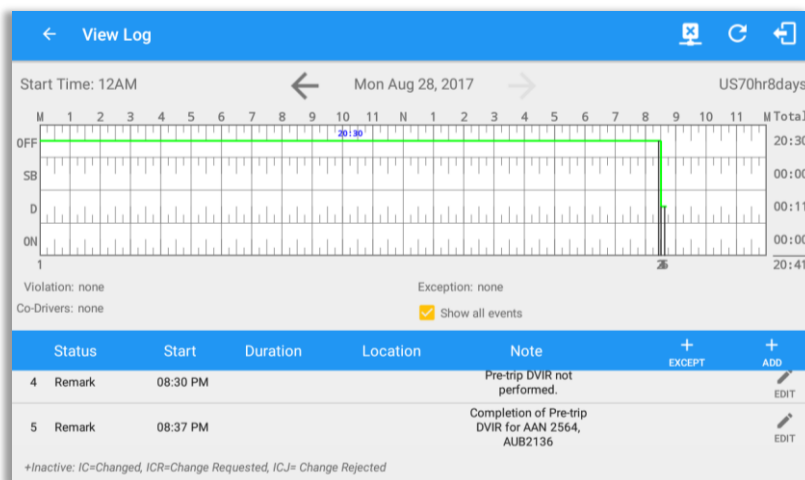 View Log
Start Time: 12AM Mon Aug 28, 2017 US70hr8days
M 1 2 3 4 5 6 7 8 9 10 11 N 1 2 3 4 5 6 7 8 9 10 11 M Total
20:30
OFF 20:30
SB 00:00
D 00:11
ON 00:00
1 20:41
Violation: none Exception: none
Co-Drivers: none Show all events
Status Start Duration Location Note + EXCEPT + ADD
4 Remark 08:30 PM Pre-trip DVIR not
performed. EDIT
5 Remark 08:37 PM Completion of Pre-trip
DVIR for AAN 2564,
AUB2136 EDIT
+Inactive: IC=Changed, ICR=Change Requested, ICJ= Change Rejected